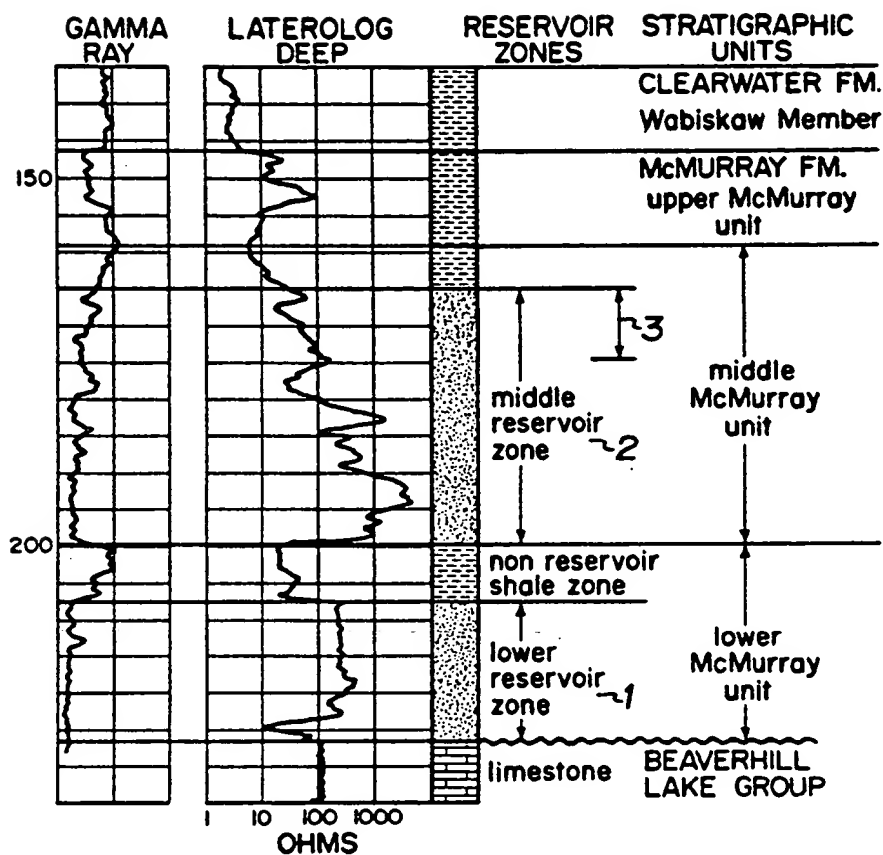 GAMMA RAY
LATEROLOG DEEP
RESERVOIR ZONES
STRATIGRAPHIC UNITS
CLEARWATER FM.
Wabiskaw Member
150
McMURRAY FM.
upper McMurray
unit
3
middle
reservoir
zone
2
middle
McMurray
unit
200
non reservoir
shale zone
lower
reservoir
zone
1
lower
McMurray
unit
limestone
BEAVERHILL
LAKE GROUP
1 10 100 1000
OHMS